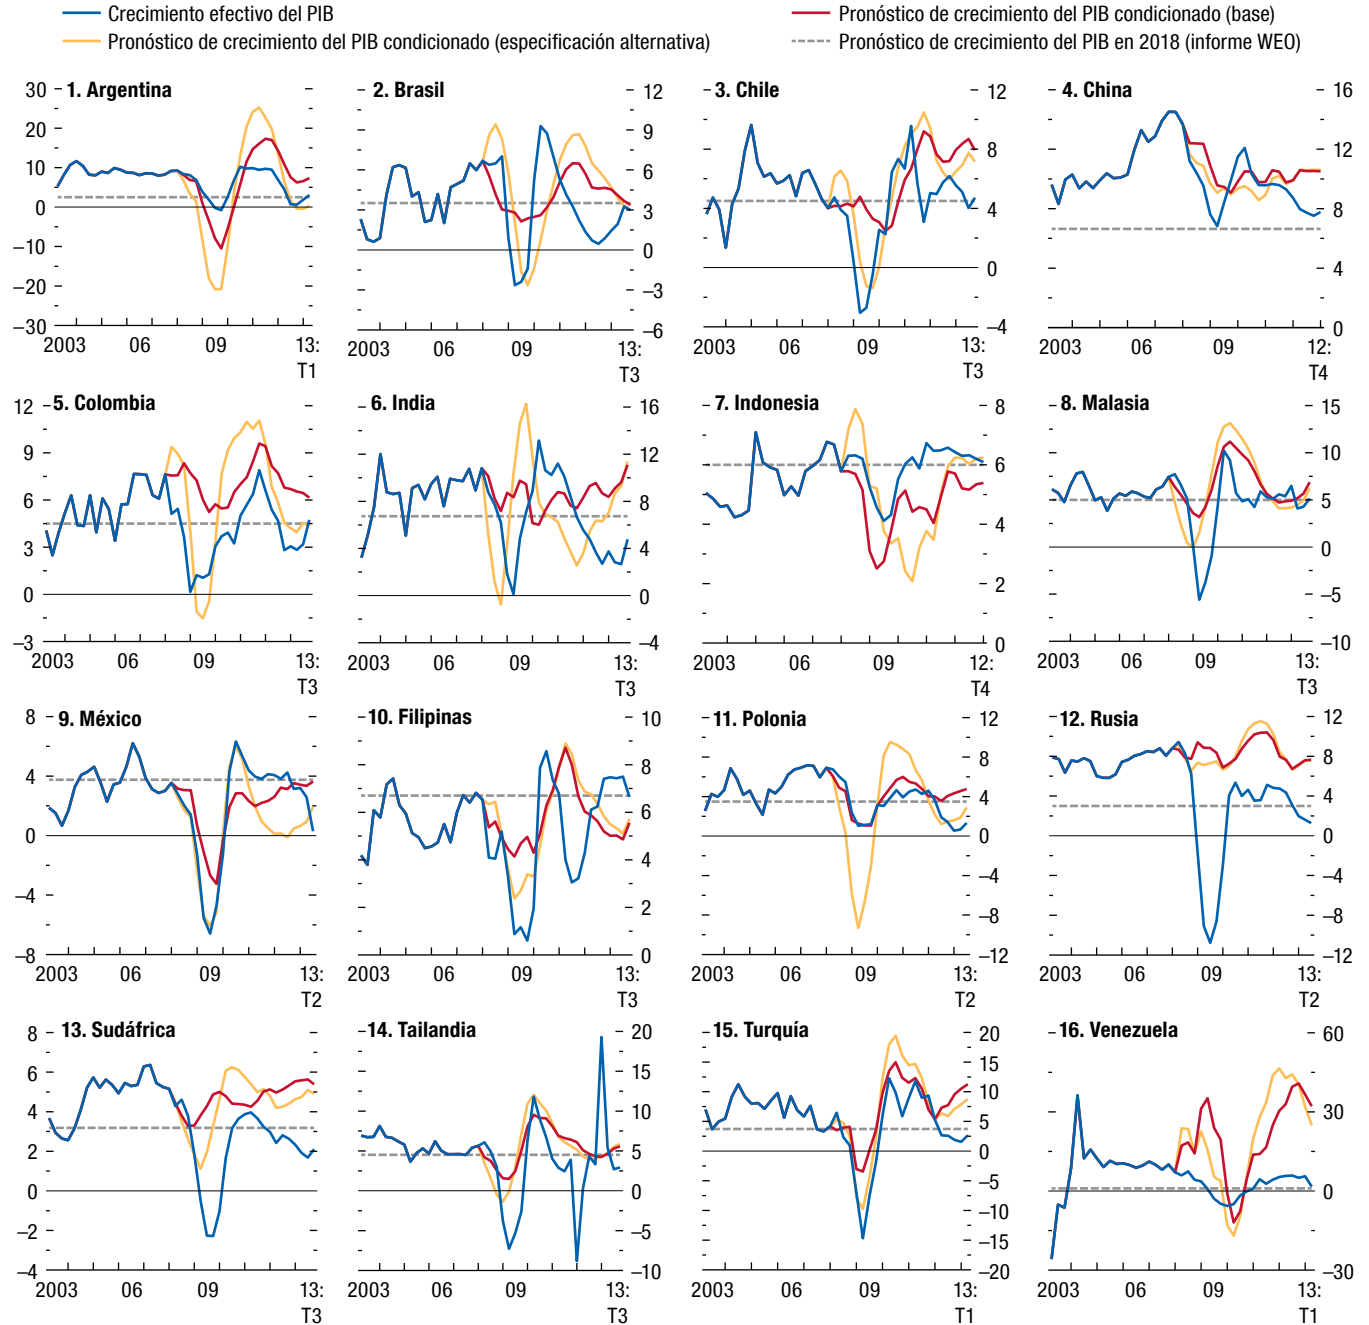 Crecimiento efectivo del PIB
Pronóstico de crecimiento del PIB condicionado (base)
Pronóstico de crecimiento del PIB condicionado (especificación alternativa)
Pronóstico de crecimiento del PIB en 2018 (informe WEO)
1. Argentina
30
20
10
0
–10
–20
–30
2003 06 09 13:
T1
2. Brasil
12
9
6
3
0
–3
–6
2003 06 09 13:
T3
3. Chile
12
8
4
0
–4
2003 06 09 13:
T3
4. China
16
12
8
4
0
2003 06 09 12:
T4
5. Colombia
12
9
6
3
0
–3
2003 06 09 13:
T3
6. India
16
12
8
4
0
–4
2003 06 09 13:
T3
7. Indonesia
8
6
4
2
0
2003 06 09 12:
T4
8. Malasia
15
10
5
0
–5
–10
2003 06 09 13:
T3
9. México
8
4
0
–4
–8
2003 06 09 13:
T2
10. Filipinas
10
8
6
4
2
0
2003 06 09 13:
T3
11. Polonia
12
8
4
0
–4
–8
–12
2003 06 09 13:
T2
12. Rusia
12
8
4
0
–4
–8
–12
2003 06 09 13:
T2
13. Sudáfrica
8
6
4
2
0
–2
–4
2003 06 09 13:
T3
14. Tailandia
20
15
10
5
0
–5
–10
2003 06 09 13:
T3
15. Turquía
20
15
10
5
0
–5
–10
–15
–20
2003 06 09 13:
T1
16. Venezuela
60
30
0
–30
2003 06 09 13:
T1